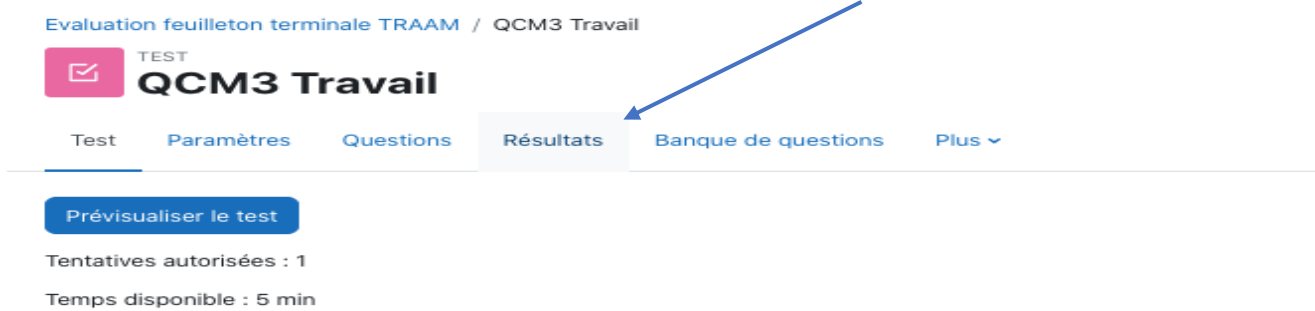 Evaluation feuilleton terminale TRAAM / QCM3 Travail
TEST
QCM3 Travail
Test Paramètres Questions Résultats Banque de questions Plus
Prévisualiser le test
Tentatives autorisées : 1
Temps disponible : 5 min